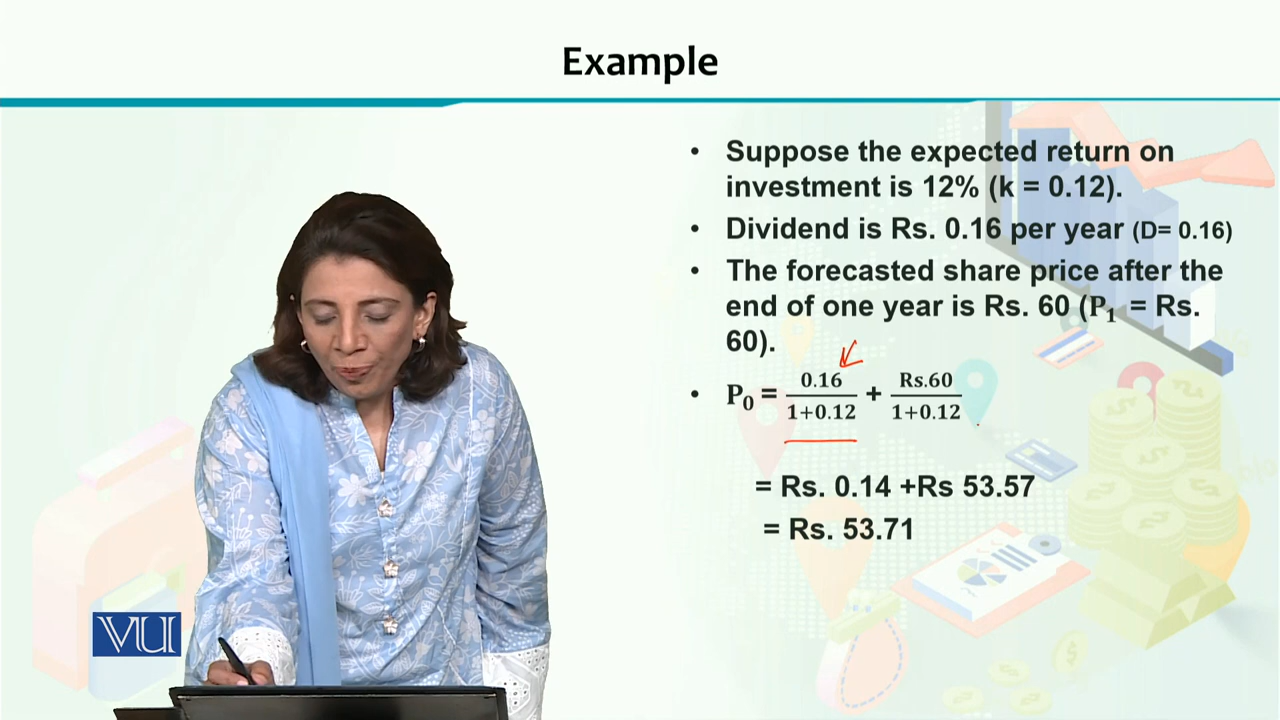 Example
• Suppose the expected return on
investment is 12% (k = 0.12).
• Dividend is Rs. 0.16 per year (D= 0.16)
• The forecasted share price after the
end of one year is Rs. 60 (P₁ = Rs.
60).
• P₀ = 0.16/1+0.12 + Rs.60/1+0.12
= Rs. 0.14 +Rs 53.57
= Rs. 53.71
VU